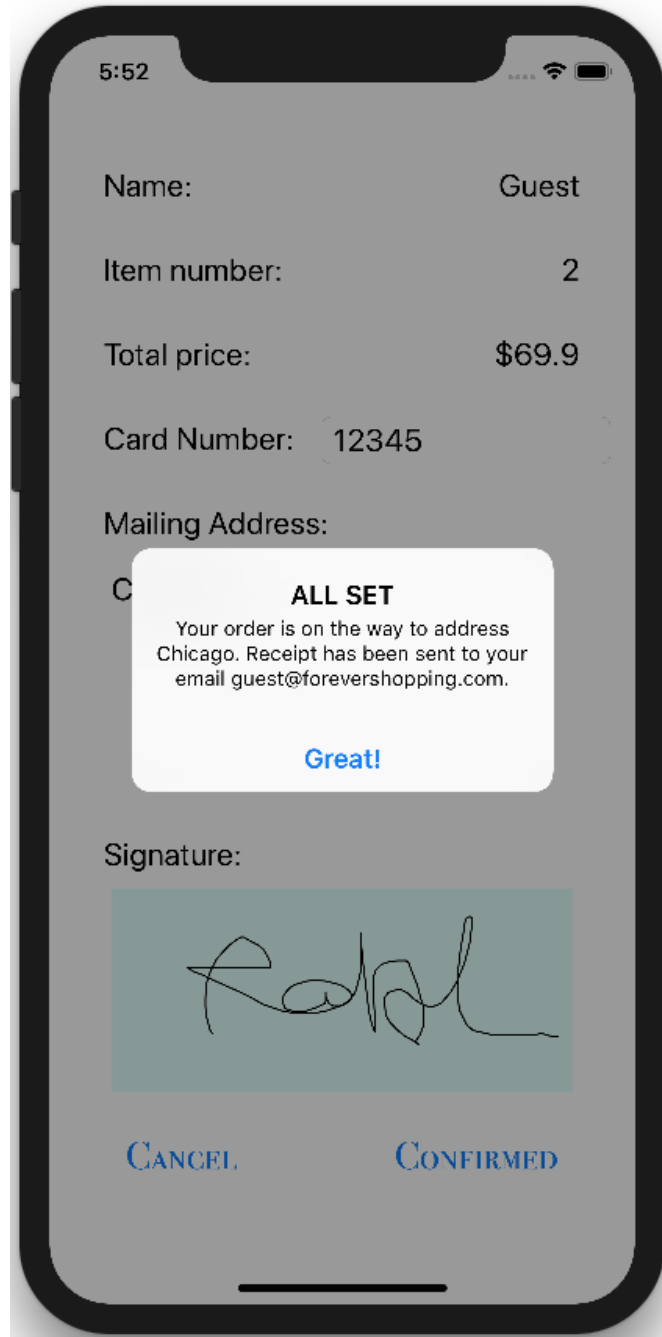 5:52
Name: Guest
Item number: 2
Total price: $69.9
Card Number: 12345
Mailing Address:
C
ALL SET
Your order is on the way to address
Chicago. Receipt has been sent to your
email guest@forevershopping.com.
Great!
Signature:
CANCEL
CONFIRMED